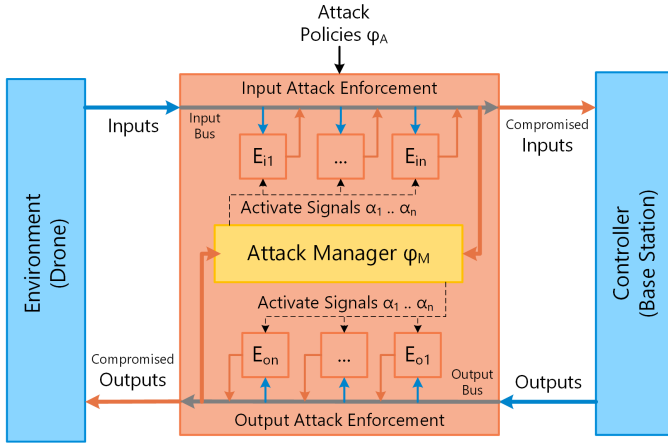 Attack
Policies φA
Input Attack Enforcement
Inputs
Input
Bus
Compromised
Inputs
Ei1
...
Ein
Activate Signals α1 .. αn
Environment
(Drone)
Attack Manager φM
Controller
(Base Station)
Activate Signals α1 .. αn
Eon
...
Eo1
Compromised
Outputs
Output
Bus
Outputs
Output Attack Enforcement